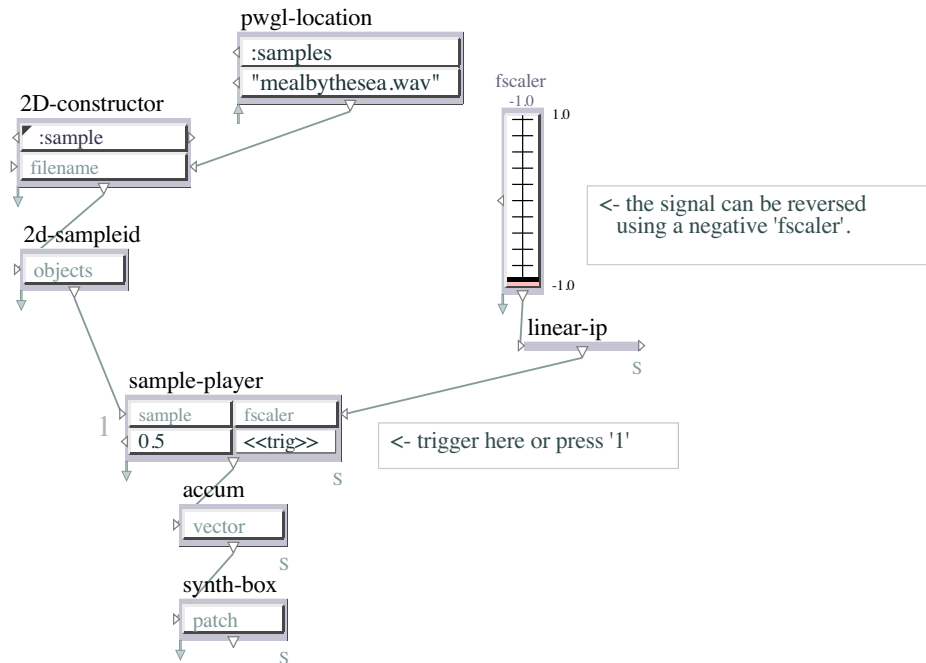 pwgl-location
:samples
"mealbythesea.wav"
2D-constructor
:sample
filename
2d-sampleid
objects
fscaler
-1.0
1.0
-1.0
<- the signal can be reversed
using a negative 'fscaler'.
linear-ip
S
sample-player
1
sample fscaler
0.5 <<trig>>
S
<- trigger here or press '1'
accum
vector
S
synth-box
patch
S